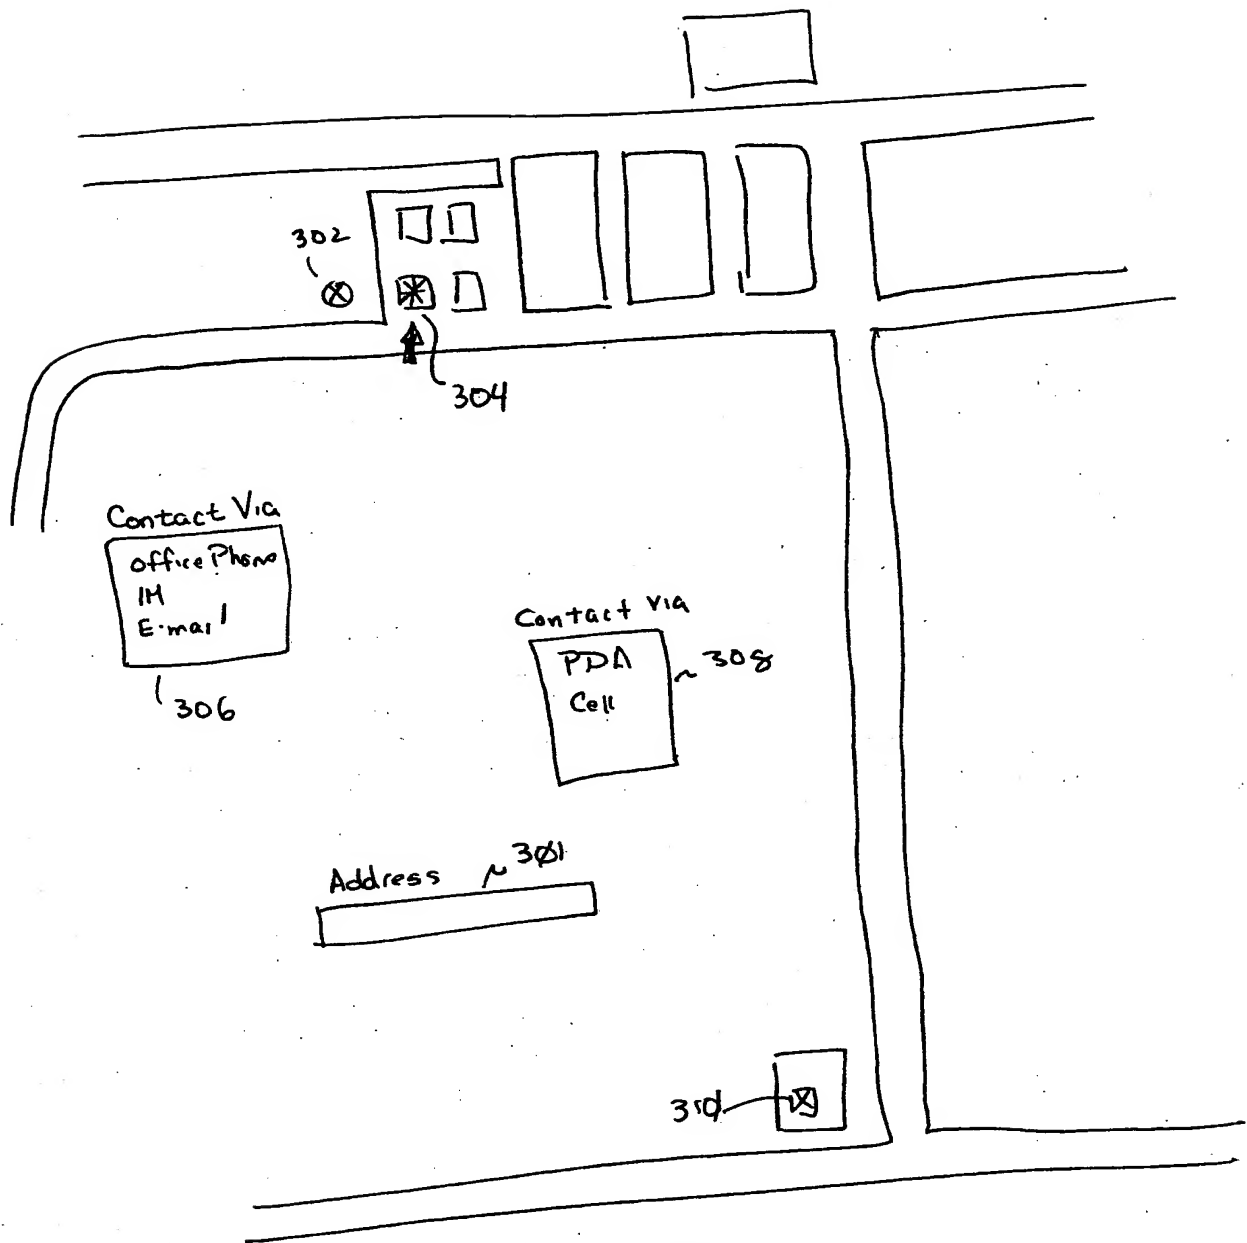 302
304
Contact Via
office Phone
IM
E-mail
306
Contact via
PDA
Cell
308
Address
301
310